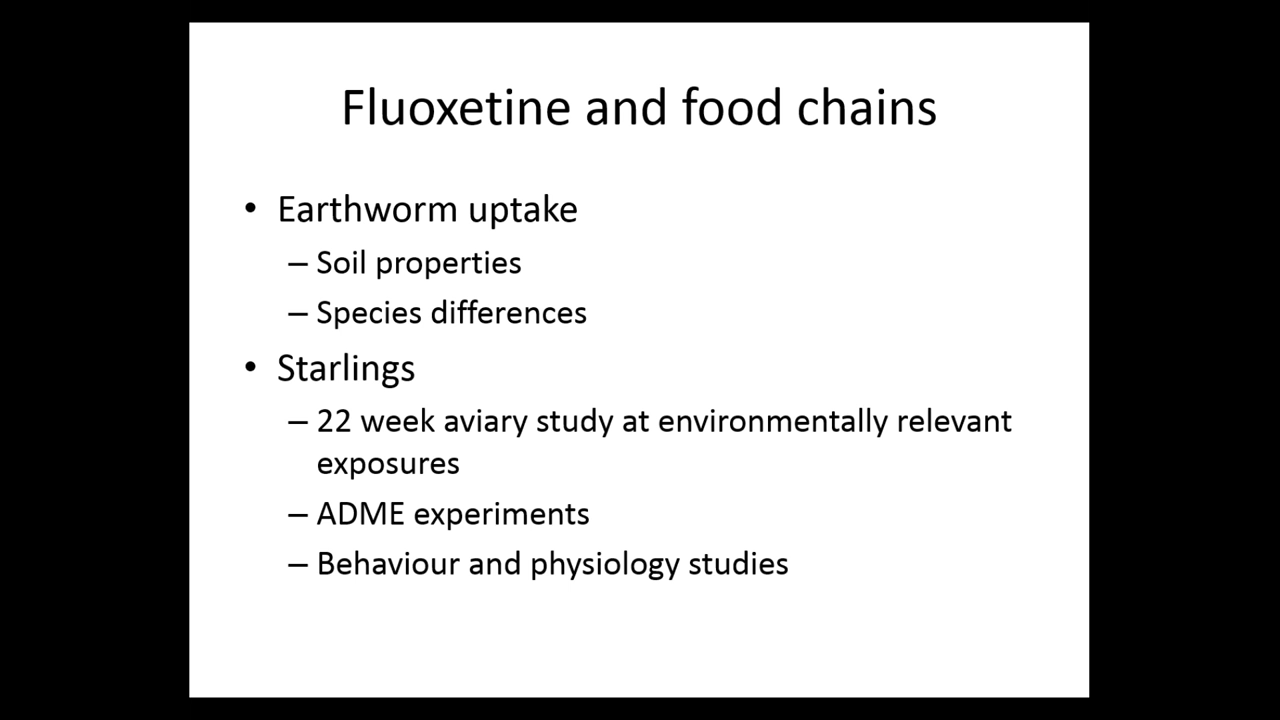 Fluoxetine and food chains
• Earthworm uptake
– Soil properties
– Species differences
• Starlings
– 22 week aviary study at environmentally relevant
exposures
– ADME experiments
– Behaviour and physiology studies